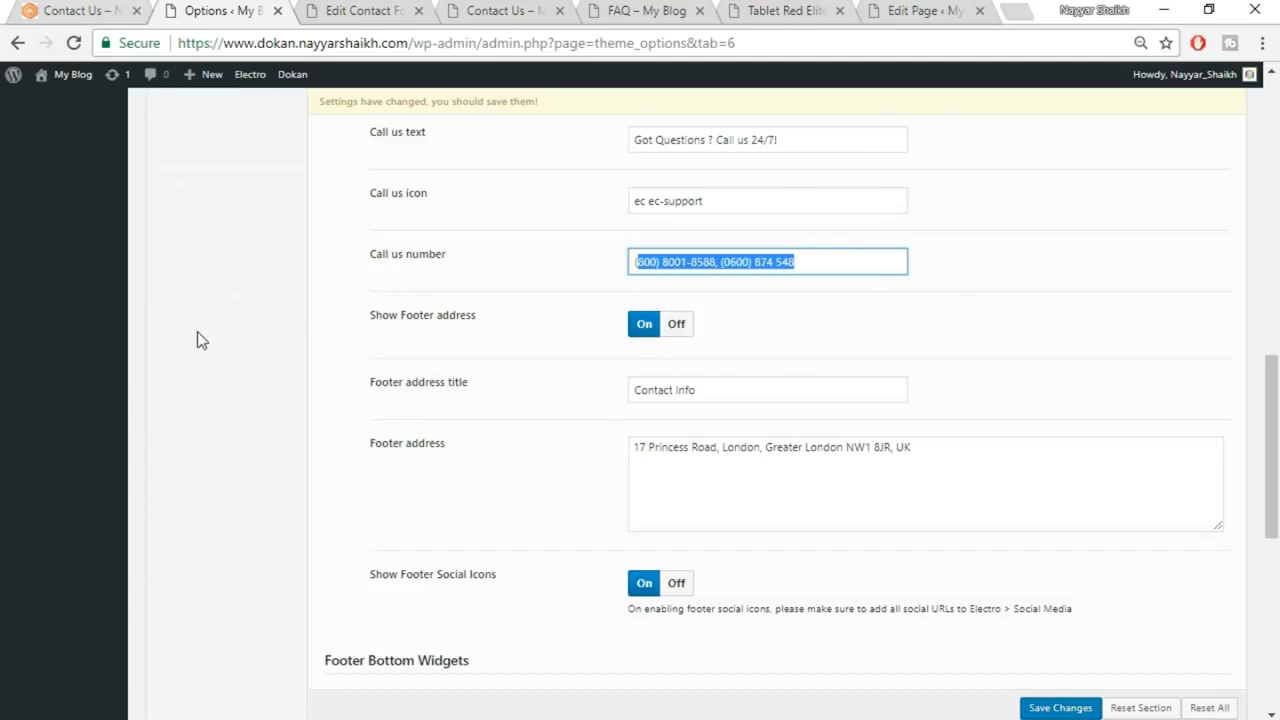 Contact Us – N
Options ‹ My B
Edit Contact Fo
Contact Us – M
FAQ – My Blog
Tablet Red Elite
Edit Page ‹ My
Nayyar Shaikh
Secure
https://www.dokan.nayyarshaikh.com/wp-admin/admin.php?page=theme_options&tab=6
My Blog
1
0
New
Electro
Dokan
Howdy, Nayyar_Shaikh
Settings have changed, you should save them!
Call us text
Got Questions ? Call us 24/7!
Call us icon
ec ec-support
Call us number
(800) 8001-8588, (0600) 874 548
Show Footer address
On
Off
Footer address title
Contact Info
Footer address
17 Princess Road, London, Greater London NW1 8JR, UK
Show Footer Social Icons
On
Off
On enabling footer social icons, please make sure to add all social URLs to Electro > Social Media
Footer Bottom Widgets
Save Changes
Reset Section
Reset All